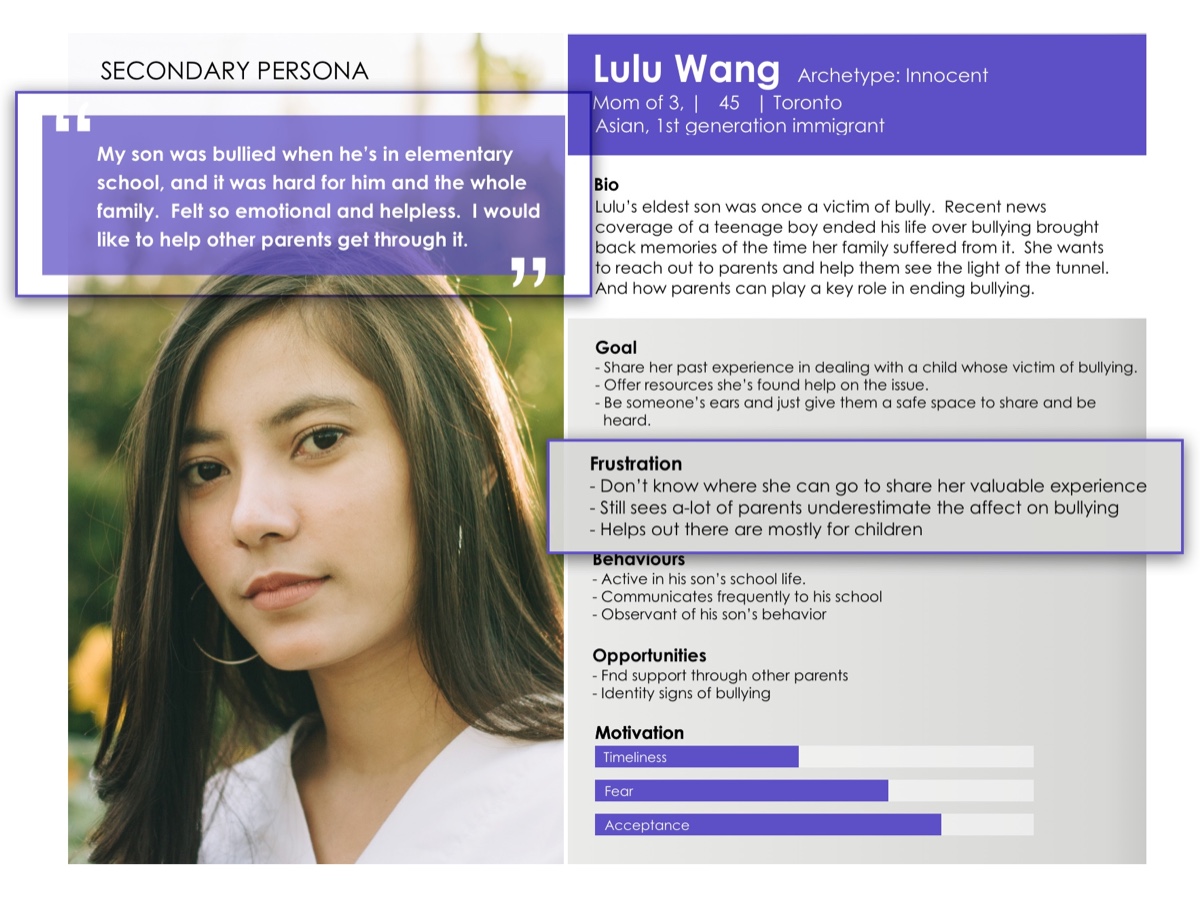 SECONDARY PERSONA
“
My son was bullied when he’s in elementary
school, and it was hard for him and the whole
family. Felt so emotional and helpless. I would
like to help other parents get through it.
”
Lulu Wang Archetype: Innocent
Mom of 3, | 45 | Toronto
Asian, 1st generation immigrant
Bio
Lulu’s eldest son was once a victim of bully. Recent news
coverage of a teenage boy ended his life over bullying brought
back memories of the time her family suffered from it. She wants
to reach out to parents and help them see the light of the tunnel.
And how parents can play a key role in ending bullying.
Goal
- Share her past experience in dealing with a child whose victim of bullying.
- Offer resources she’s found help on the issue.
- Be someone’s ears and just give them a safe space to share and be
heard.
Frustration
- Don’t know where she can go to share her valuable experience
- Still sees a-lot of parents underestimate the affect on bullying
- Helps out there are mostly for children
Behaviours
- Active in his son’s school life.
- Communicates frequently to his school
- Observant of his son’s behavior
Opportunities
- Fnd support through other parents
- Identity signs of bullying
Motivation
Timeliness
Fear
Acceptance